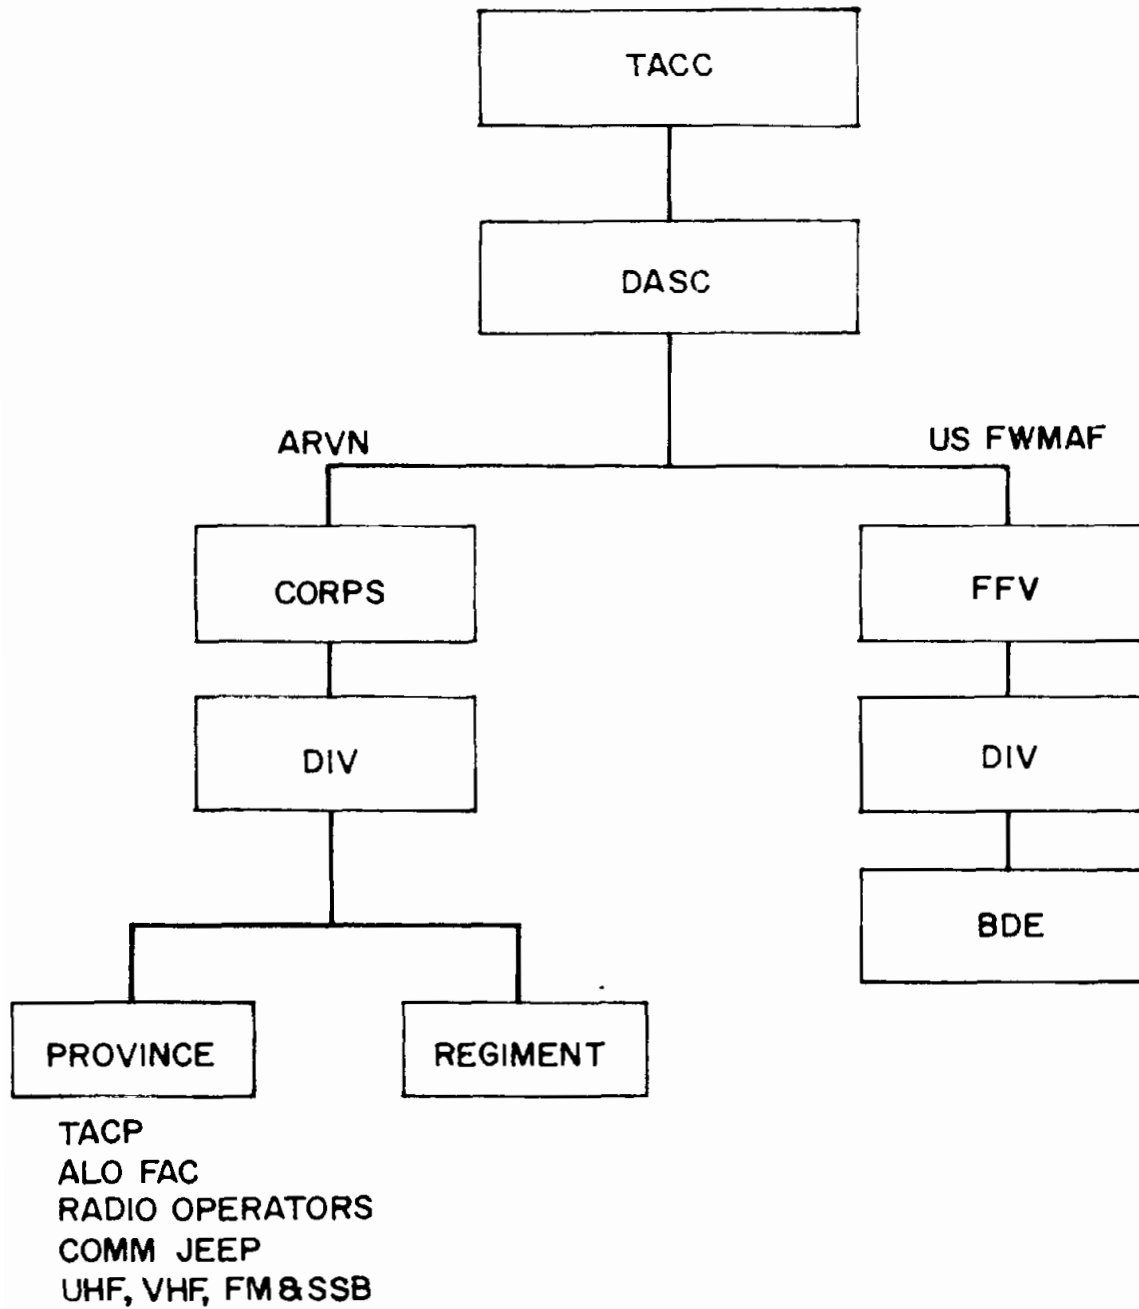 TACC
DASC
ARVN
US FWMAF
CORPS
FFV
DIV
DIV
BDE
PROVINCE
REGIMENT
TACP
ALO FAC
RADIO OPERATORS
COMM JEEP
UHF, VHF, FM & SSB